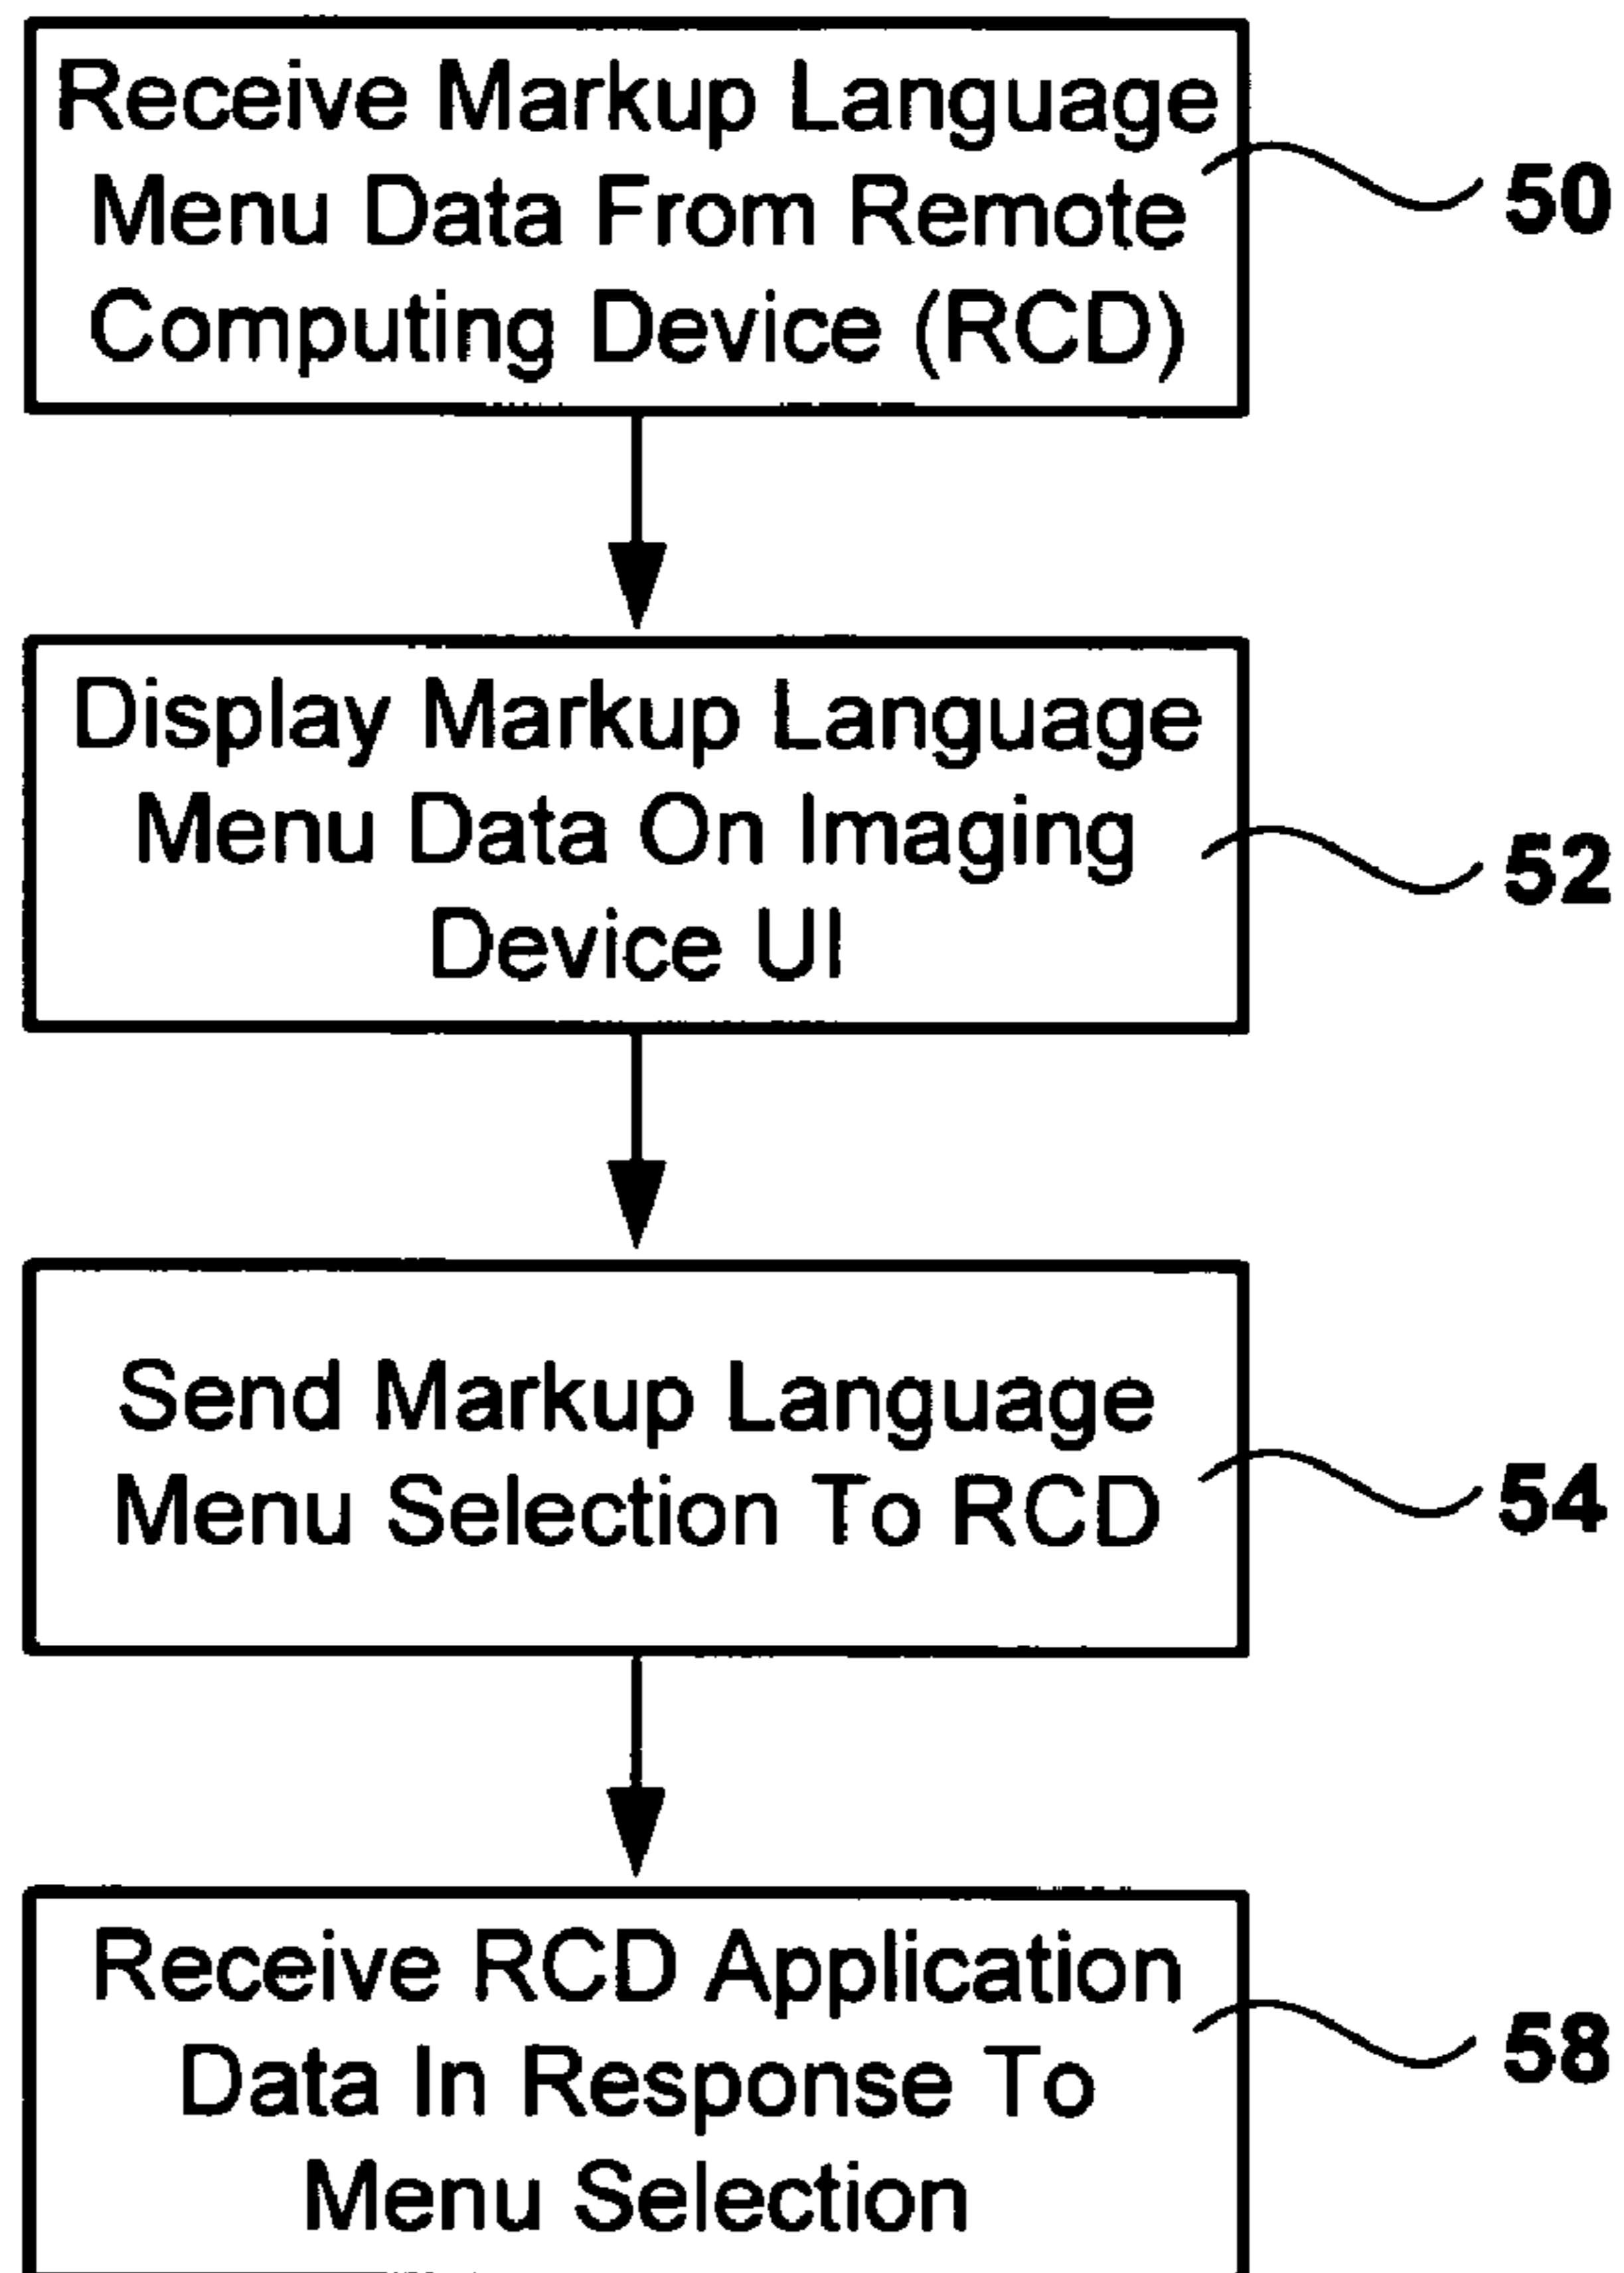 Receive Markup Language
Menu Data From Remote
Computing Device (RCD)
50
Display Markup Language
Menu Data On Imaging
Device UI
52
Send Markup Language
Menu Selection To RCD
54
Receive RCD Application
Data In Response To
Menu Selection
58